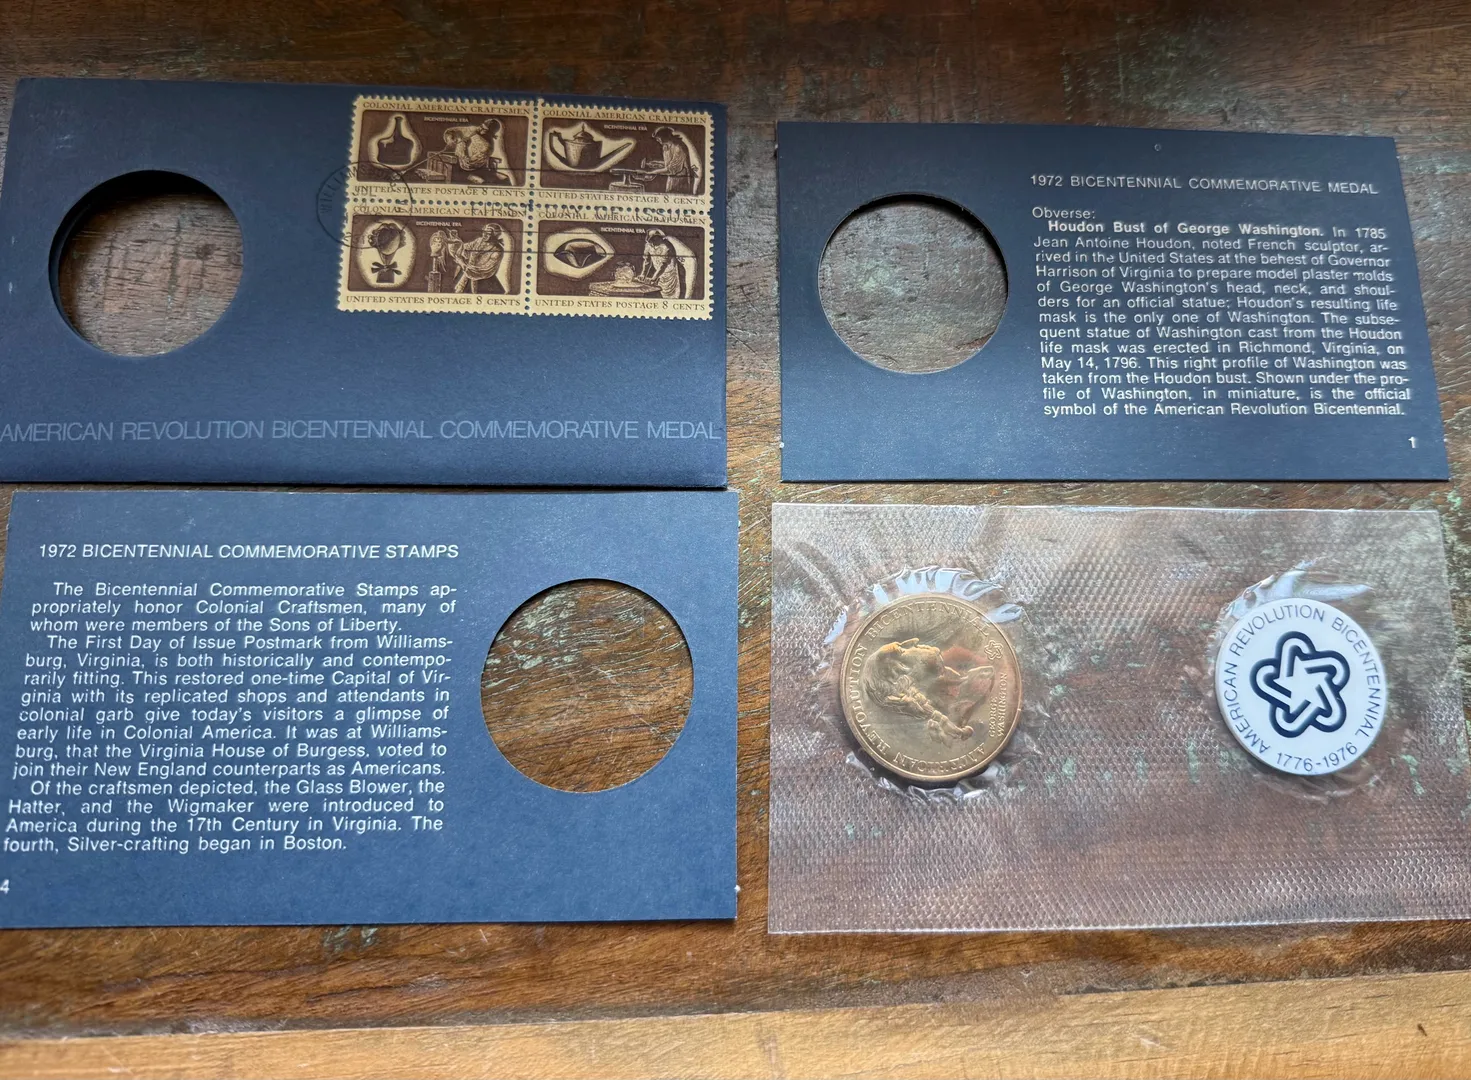 COLONIAL AMERICAN CRAFTSMEN
BICENTENNIAL ERA
UNITED STATES POSTAGE 8 CENTS
COLONIAL AMERICAN CRAFTSMEN
BICENTENNIAL ERA
UNITED STATES POSTAGE 8 CENTS
COLONIAL AMERICAN CRAFTSMEN
BICENTENNIAL ERA
UNITED STATES POSTAGE 8 CENTS
COLONIAL AMERICAN CRAFTSMEN
BICENTENNIAL ERA
UNITED STATES POSTAGE 8 CENTS
FIRST DAY OF ISSUE
AMERICAN REVOLUTION BICENTENNIAL COMMEMORATIVE MEDAL
1972 BICENTENNIAL COMMEMORATIVE MEDAL
Obverse:
Houdon Bust of George Washington. In 1785
Jean Antoine Houdon, noted French sculptor, ar-
rived in the United States at the behest of Governor
Harrison of Virginia to prepare model plaster molds
of George Washington's head, neck, and shoul-
ders for an official statue; Houdon's resulting life
mask is the only one of Washington. The subse-
quent statue of Washington cast from the Houdon
life mask was erected in Richmond, Virginia, on
May 14, 1796. This right profile of Washington was
taken from the Houdon bust. Shown under the pro-
file of Washington, in miniature, is the official
symbol of the American Revolution Bicentennial.
1
1972 BICENTENNIAL COMMEMORATIVE STAMPS
The Bicentennial Commemorative Stamps ap-
propriately honor Colonial Craftsmen, many of
whom were members of the Sons of Liberty.
The First Day of Issue Postmark from Williams-
burg, Virginia, is both historically and contempo-
rarily fitting. This restored one-time Capital of Vir-
ginia with its replicated shops and attendants in
colonial garb give today's visitors a glimpse of
early life in Colonial America. It was at Williams-
burg, that the Virginia House of Burgess, voted to
join their New England counterparts as Americans.
Of the craftsmen depicted, the Glass Blower, the
Hatter, and the Wigmaker were introduced to
America during the 17th Century in Virginia. The
fourth, Silver-crafting began in Boston.
4
AMERICAN REVOLUTION BICENTENNIAL
GEORGE
WASHINGTON
AMERICAN REVOLUTION BICENTENNIAL
1776-1976